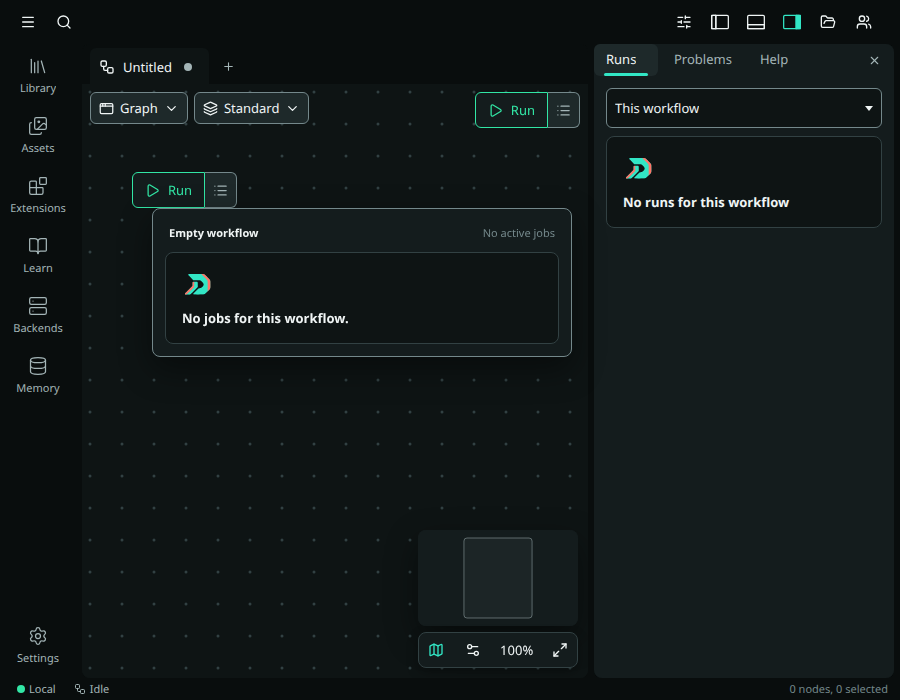 Untitled
Runs
Problems
Help
Library
Assets
Extensions
Learn
Backends
Memory
Settings
Graph
Standard
Run
Run
Empty workflow
No active jobs
No jobs for this workflow.
This workflow
No runs for this workflow
100%
Local
Idle
0 nodes, 0 selected